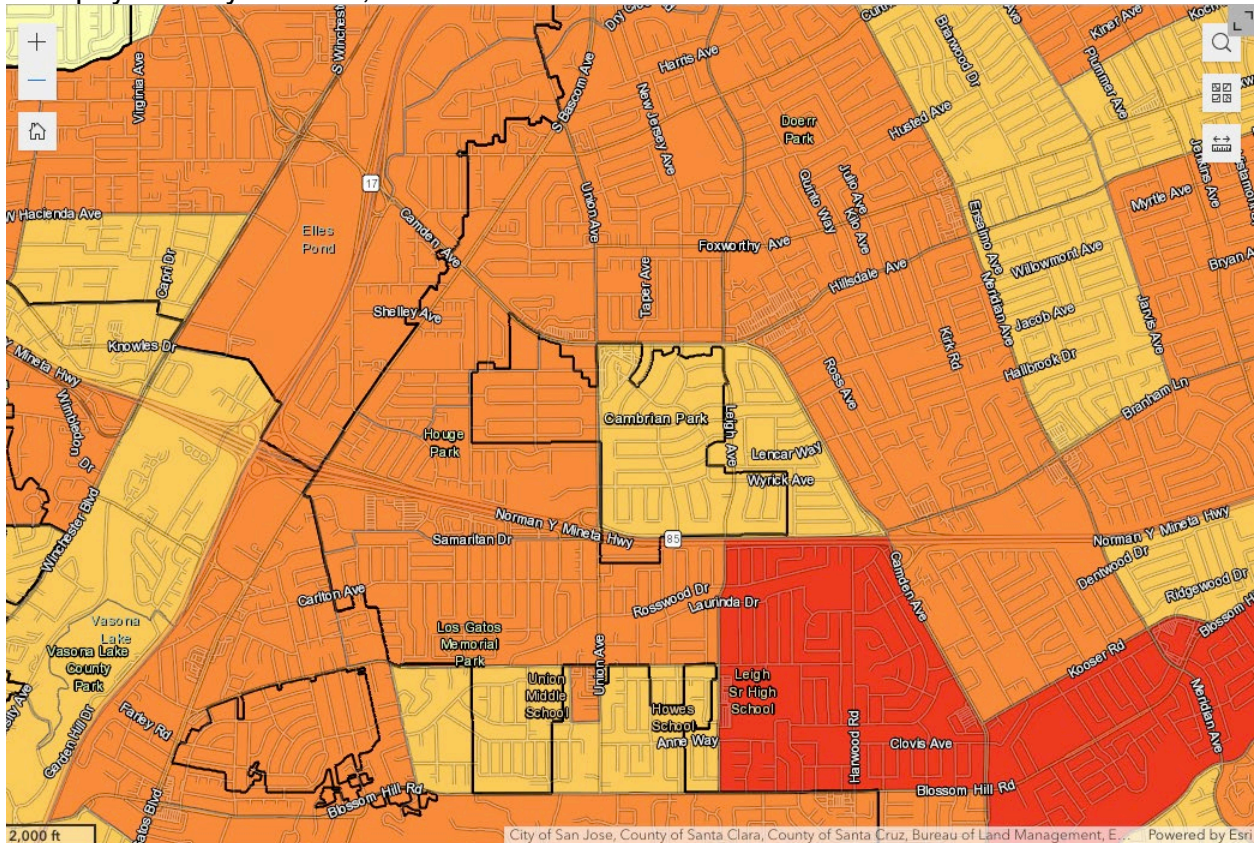 S Winchester
Dry Cree
Virginia Ave
S Bascom Ave
Harris Ave
New Jersey Ave
Doerr
Park
Briarwood Dr
Husted Ave
Plummer Ave
Kiner Ave
17
W Hacienda Ave
Elles
Pond
Camden Ave
Union Ave
Quinto Way
Julio Ave
Kilo Ave
Ensalmo Ave
Myrtle Ave
Jenkins Ave
Foxworthy Ave
Willowmont Ave
Bryan A
Capri Dr
Taper Ave
Hillsdale Ave
Meridian Ave
Shelley Ave
Jacob Ave
Jarvis Ave
Knowles Dr
Kirk Rd
Hallbrook Dr
Y Mineta Hwy
Ross Ave
Branham Ln
Wimbledon
Dr
Cambrian Park
Leigh Ave
Houge
Park
Lencar Way
Wyrick Ave
Winchester Blvd
Norman Y Mineta Hwy
85
Samaritan Dr
Norman Y Mineta Hwy
Dentwood Dr
Ridgewood Dr
Carlton Ave
Rosswood Dr
Laurinda Dr
Camden Ave
Blossom H
Vasona
Lake
Vasona Lake
County
Park
Los Gatos
Memorial
Park
Union Ave
Kooser Rd
Union
Middle
School
Leigh
Sr High
School
Howes
School
Meridian Ave
Farley Rd
Garden Hill Dr
Anne Way
Harwood Rd
Clovis Ave
Blossom Hill Rd
Blossom Hill Rd
2,000 ft
City of San Jose, County of Santa Clara, County of Santa Cruz, Bureau of Land Management, E... Powered by Esri